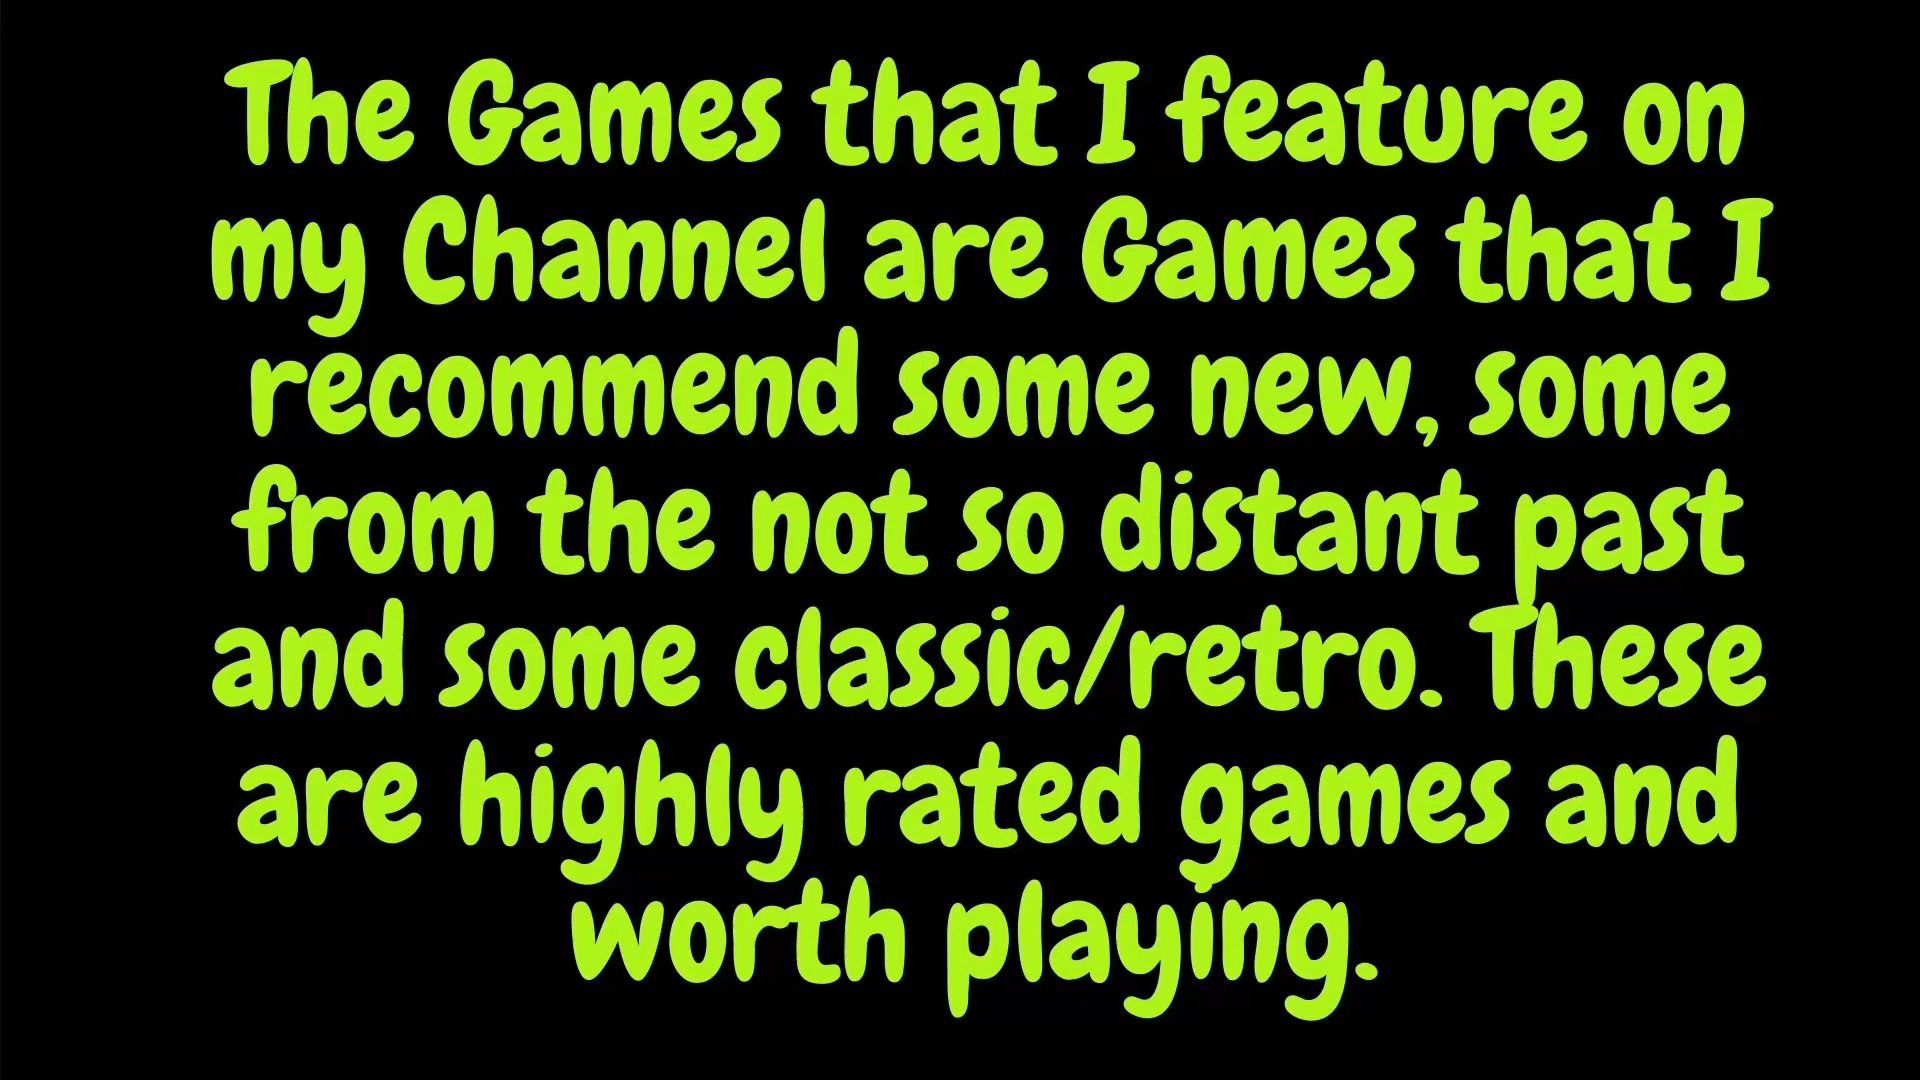 The Games that I feature on
my Channel are Games that I
recommend some new, some
from the not so distant past
and some classic/retro. These
are highly rated games and
worth playing.